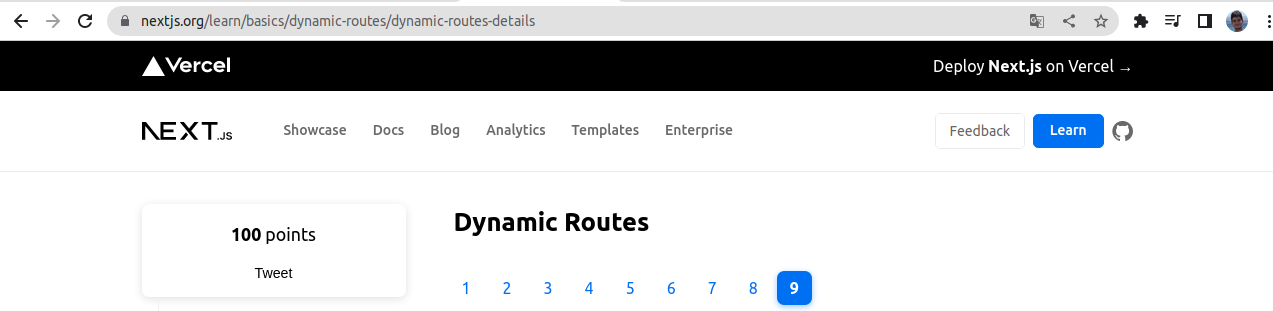 nextjs.org/learn/basics/dynamic-routes/dynamic-routes-details
Vercel
Deploy Next.js on Vercel →
NEXT.JS
Showcase Docs Blog Analytics Templates Enterprise
Feedback Learn
100 points
Tweet
Dynamic Routes
1 2 3 4 5 6 7 8 9